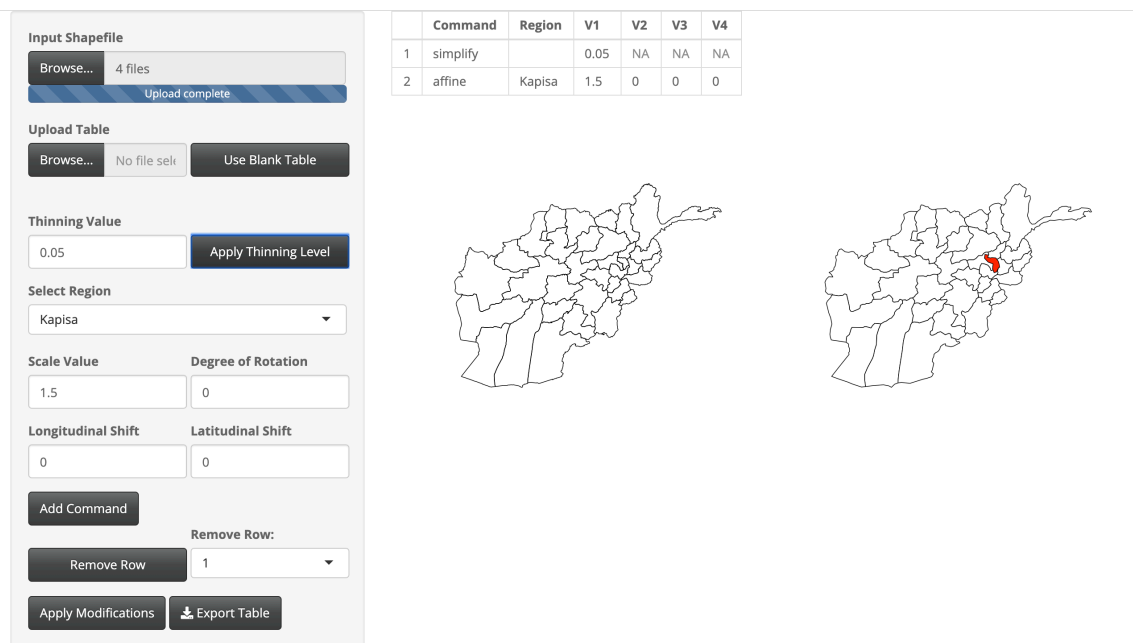 Input Shapefile
Browse... 4 files
Upload complete
Upload Table
Browse... No file sele Use Blank Table
Thinning Value
0.05 Apply Thinning Level
Select Region
Kapisa
Scale Value Degree of Rotation
1.5 0
Longitudinal Shift Latitudinal Shift
0 0
Add Command
Remove Row:
Remove Row 1
Apply Modifications Export Table
Command Region V1 V2 V3 V4
1 simplify 0.05 NA NA NA
2 affine Kapisa 1.5 0 0 0